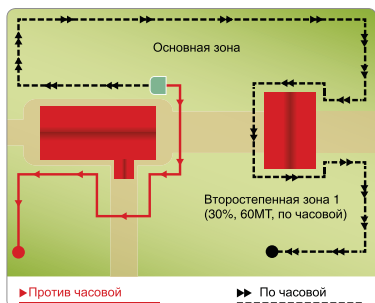 Основная зона
Второстепенная зона 1
(30%, 60МТ, по часовой)
Против часовой
По часовой